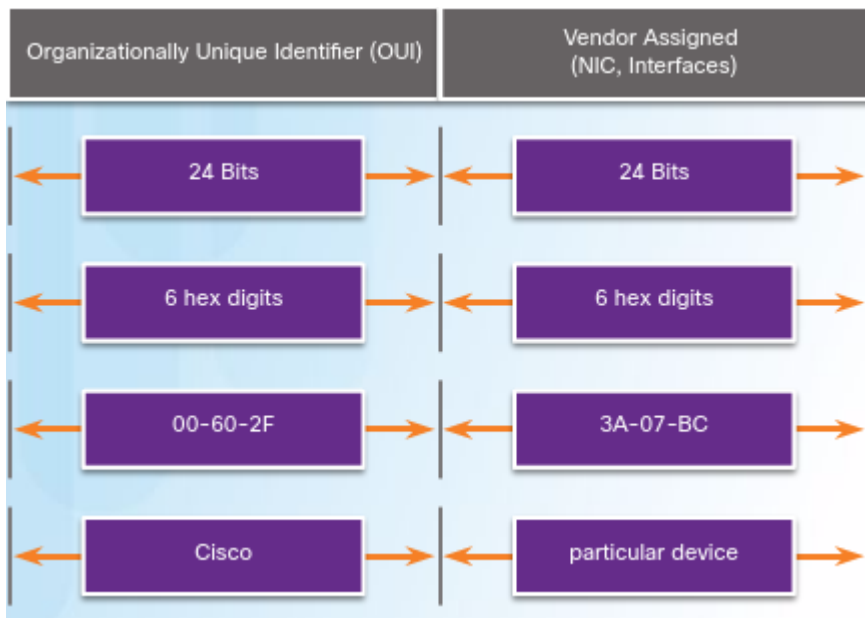 Organizationally Unique Identifier (OUI)
Vendor Assigned
(NIC, Interfaces)
24 Bits
24 Bits
6 hex digits
6 hex digits
00-60-2F
3A-07-BC
Cisco
particular device